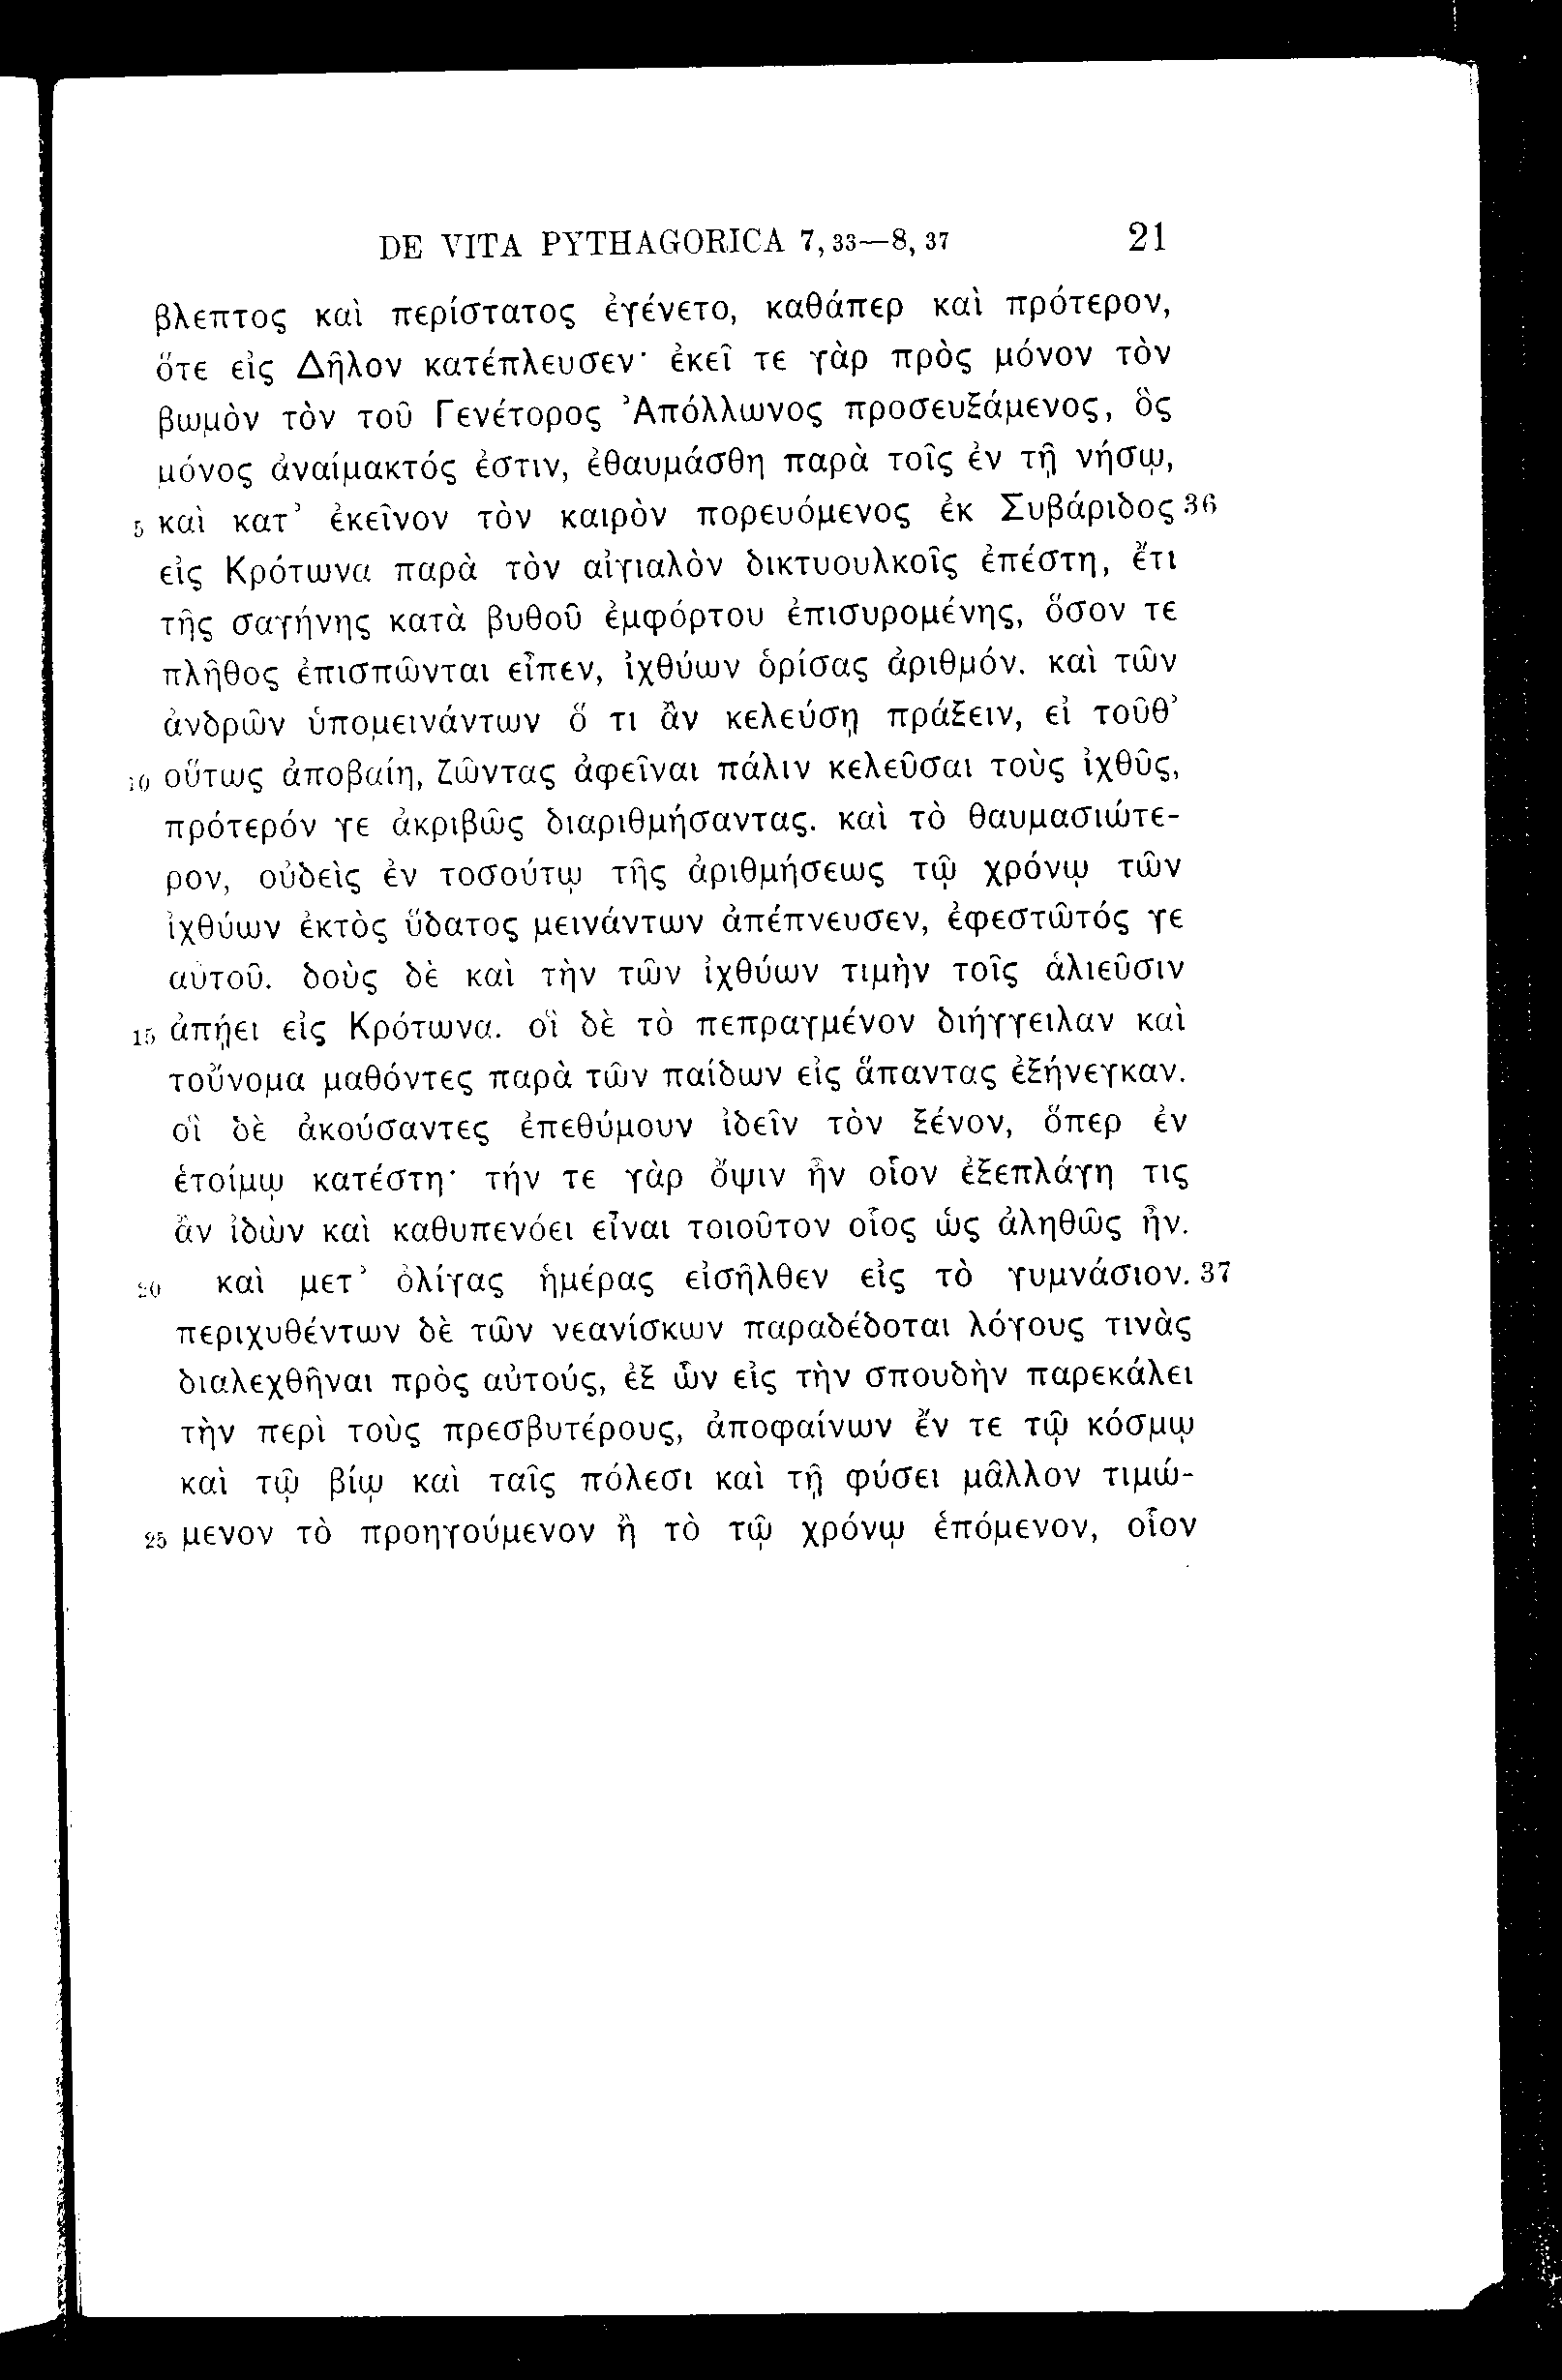 DE VITA PYTHAGORICA 7, 33—8, 37 21
βλεπτος καὶ περίστατος ἐγένετο, καθάπερ καὶ πρότερον,
ὅτε εἰς Δῆλον κατέπλευσεν· ἐκεῖ τε γὰρ πρὸς μόνον τὸν
βωμὸν τὸν τοῦ Γενέτορος Ἀπόλλωνος προσευξάμενος, ὃς
μόνος ἀναίμακτός ἐστιν, ἐθαυμάσθη παρὰ τοῖς ἐν τῇ νήσῳ,
5 καὶ κατ’ ἐκεῖνον τὸν καιρὸν πορευόμενος ἐκ Συβάριδος 36
εἰς Κρότωνα παρὰ τὸν αἰγιαλὸν δικτυουλκοῖς ἐπέστη, ἔτι
τῆς σαγήνης κατὰ βυθοῦ ἐμφόρτου ἐπισυρομένης, ὅσον τε
πλῆθος ἐπισπῶνται εἶπεν, ἰχθύων ὁρίσας ἀριθμόν. καὶ τῶν
ἀνδρῶν ὑπομεινάντων ὅ τι ἂν κελεύσῃ πράξειν, εἰ τοῦθ’
10 οὕτως ἀποβαίη, ζῶντας ἀφεῖναι πάλιν κελεῦσαι τοὺς ἰχθῦς,
πρότερόν γε ἀκριβῶς διαριθμήσαντας. καὶ τὸ θαυμασιώτε-
ρον, οὐδεὶς ἐν τοσούτῳ τῆς ἀριθμήσεως τῷ χρόνῳ τῶν
ἰχθύων ἐκτὸς ὕδατος μεινάντων ἀπέπνευσεν, ἐφεστῶτός γε
αὐτοῦ. δοὺς δὲ καὶ τὴν τῶν ἰχθύων τιμὴν τοῖς ἁλιεῦσιν
15 ἀπῄει εἰς Κρότωνα. οἳ δὲ τὸ πεπραγμένον διήγγειλαν καὶ
τοὔνομα μαθόντες παρὰ τῶν παίδων εἰς ἅπαντας ἐξήνεγκαν.
οἳ δὲ ἀκούσαντες ἐπεθύμουν ἰδεῖν τὸν ξένον, ὅπερ ἐν
ἑτοίμῳ κατέστη· τήν τε γὰρ ὄψιν ἦν οἷον ἐξεπλάγη τις
ἂν ἰδὼν καὶ καθυπενόει εἶναι τοιοῦτον οἷος ὡς ἀληθῶς ἦν.
20 καὶ μετ’ ὀλίγας ἡμέρας εἰσῆλθεν εἰς τὸ γυμνάσιον. 37
περιχυθέντων δὲ τῶν νεανίσκων παραδέδοται λόγους τινὰς
διαλεχθῆναι πρὸς αὐτούς, ἐξ ὧν εἰς τὴν σπουδὴν παρεκάλει
τὴν περὶ τοὺς πρεσβυτέρους, ἀποφαίνων ἔν τε τῷ κόσμῳ
καὶ τῷ βίῳ καὶ ταῖς πόλεσι καὶ τῇ φύσει μᾶλλον τιμώ-
25 μενον τὸ προηγούμενον ἢ τὸ τῷ χρόνῳ ἑπόμενον, οἷον